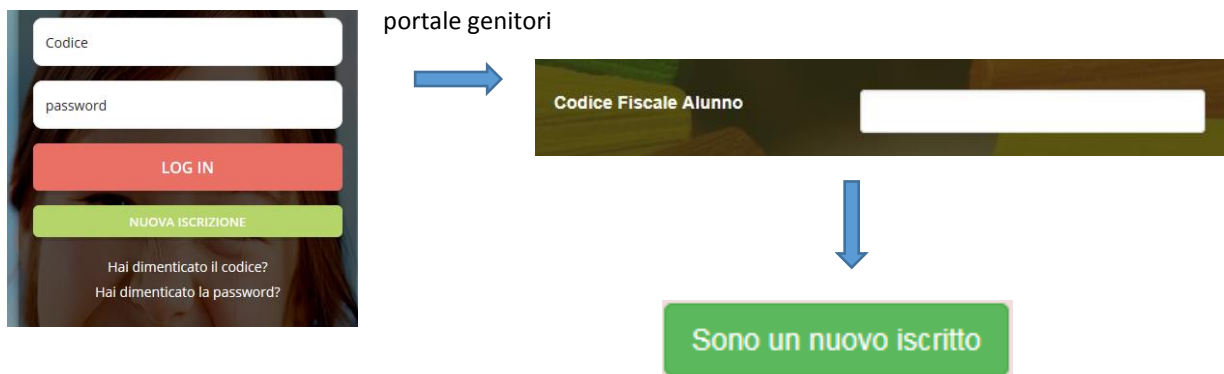 portale genitori
Codice
password
LOG IN
NUOVA ISCRIZIONE
Hai dimenticato il codice?
Hai dimenticato la password?
Codice Fiscale Alunno
Sono un nuovo iscritto